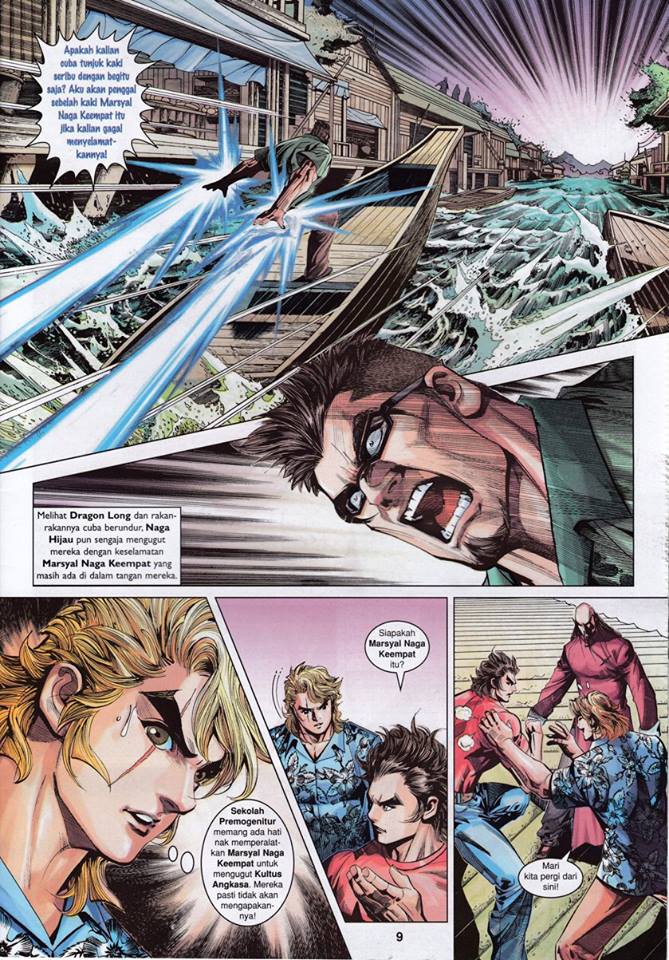 Apakah kalian
cuba tunjuk kaki
seribu dengan begitu
saja? Aku akan penggal
sebelah kaki Marsyal
Naga Keempat itu
jika kalian gagal
menyelamat-
kannya!
Melihat Dragon Long dan rakan-
rakannya cuba berundur, Naga
Hijau pun sengaja mengugut
mereka dengan keselamatan
Marsyal Naga Keempat yang
masih ada di dalam tangan mereka.
Sekolah
Premogenitur
memang ada hati
nak memperalat-
kan Marsyal Naga
Keempat untuk
mengugut Kultus
Angkasa. Mereka
pasti tidak akan
mengapakan-
nya!
Siapakah
Marsyal Naga
Keempat
itu?
Mari
kita pergi dari
sini!
9